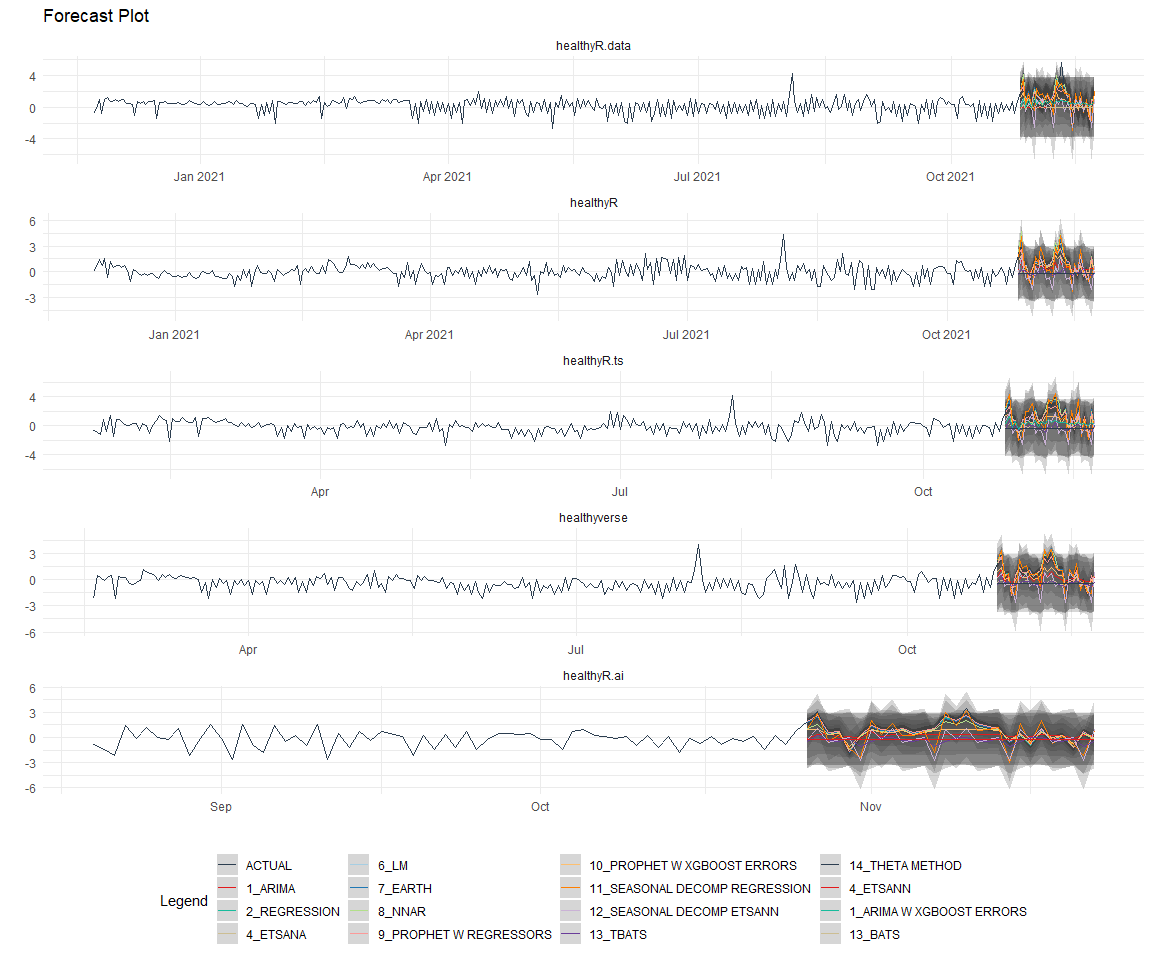 Forecast Plot
healthyR.data
4
0
-4
Jan 2021 Apr 2021 Jul 2021 Oct 2021
healthyR
6
3
0
-3
Jan 2021 Apr 2021 Jul 2021 Oct 2021
healthyR.ts
4
0
-4
Apr Jul Oct
healthyverse
3
0
-3
-6
Apr Jul Oct
healthyR.ai
6
3
0
-3
-6
Sep Oct Nov
Legend
ACTUAL 6_LM 10_PROPHET W XGBOOST ERRORS 14_THETA METHOD
1_ARIMA 7_EARTH 11_SEASONAL DECOMP REGRESSION 4_ETSANN
2_REGRESSION 8_NNAR 12_SEASONAL DECOMP ETSANN 1_ARIMA W XGBOOST ERRORS
4_ETSANA 9_PROPHET W REGRESSORS 13_TBATS 13_BATS